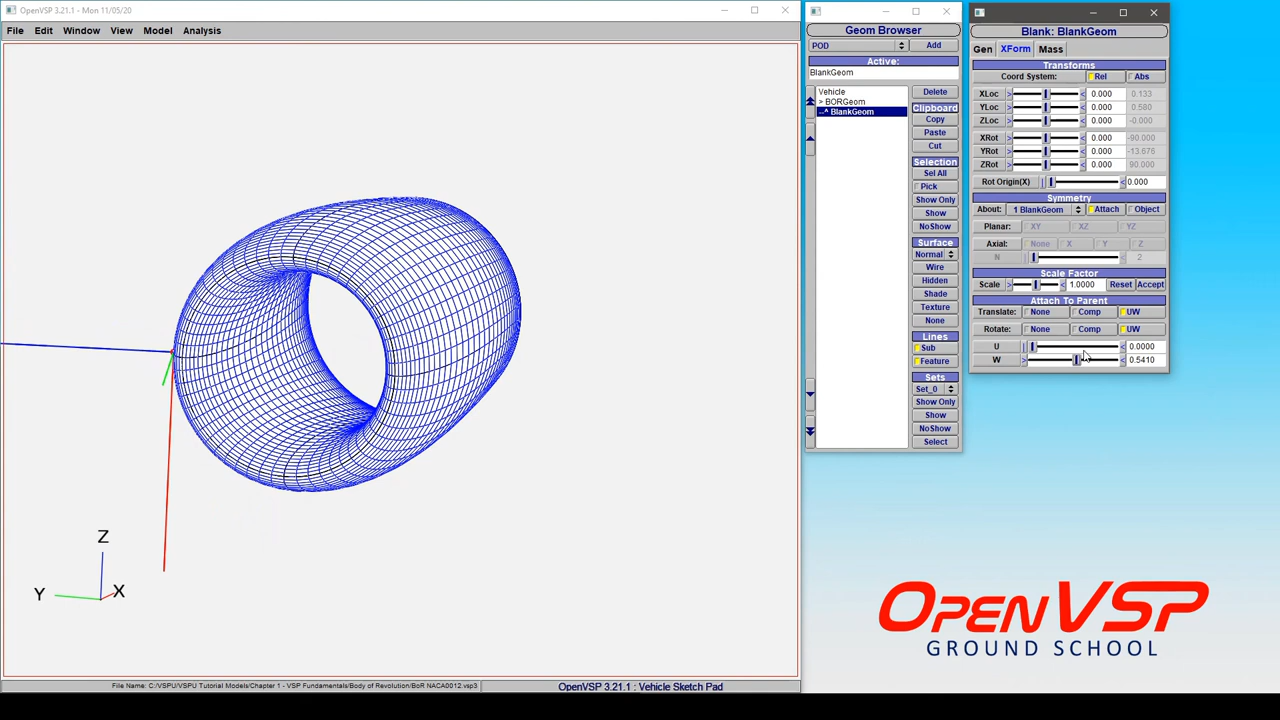 OpenVSP 3.21.1 - Mon 11/05/20
File Edit Window View Model Analysis
Z
Y
X
File Name: C:/VSPU/VSPU Tutorial Models/Chapter 1 - VSP Fundamentals/Body of Revolution/BoR NACA0012.vsp3
OpenVSP 3.21.1 : Vehicle Sketch Pad
Geom Browser
POD Add
Active:
BlankGeom
Vehicle
> BORGeom
--^ BlankGeom
Delete
Clipboard
Copy
Paste
Cut
Selection
Sel All
Pick
Show Only
Show
NoShow
Surface
Normal
Wire
Hidden
Shade
Texture
None
Lines
Sub
Feature
Sets
Set_0
Show Only
Show
NoShow
Select
Blank: BlankGeom
Gen XForm Mass
Transforms
Coord System: Rel Abs
XLoc > < 0.000 0.133
YLoc > < 0.000 0.580
ZLoc > < 0.000 -0.000
XRot > < 0.000 -90.000
YRot > < 0.000 -13.675
ZRot > < 0.000 90.000
Rot Origin(X) | < 0.000
Symmetry
About: 1 BlankGeom Attach Object
Planar: XY XZ YZ
Axial: None X Y Z
N | < 2
Scale Factor
Scale > < 1.0000 Reset Accept
Attach To Parent
Translate: None Comp UW
Rotate: None Comp UW
U | < 0.0000
W > < 0.5410
OPENVSP
GROUND SCHOOL